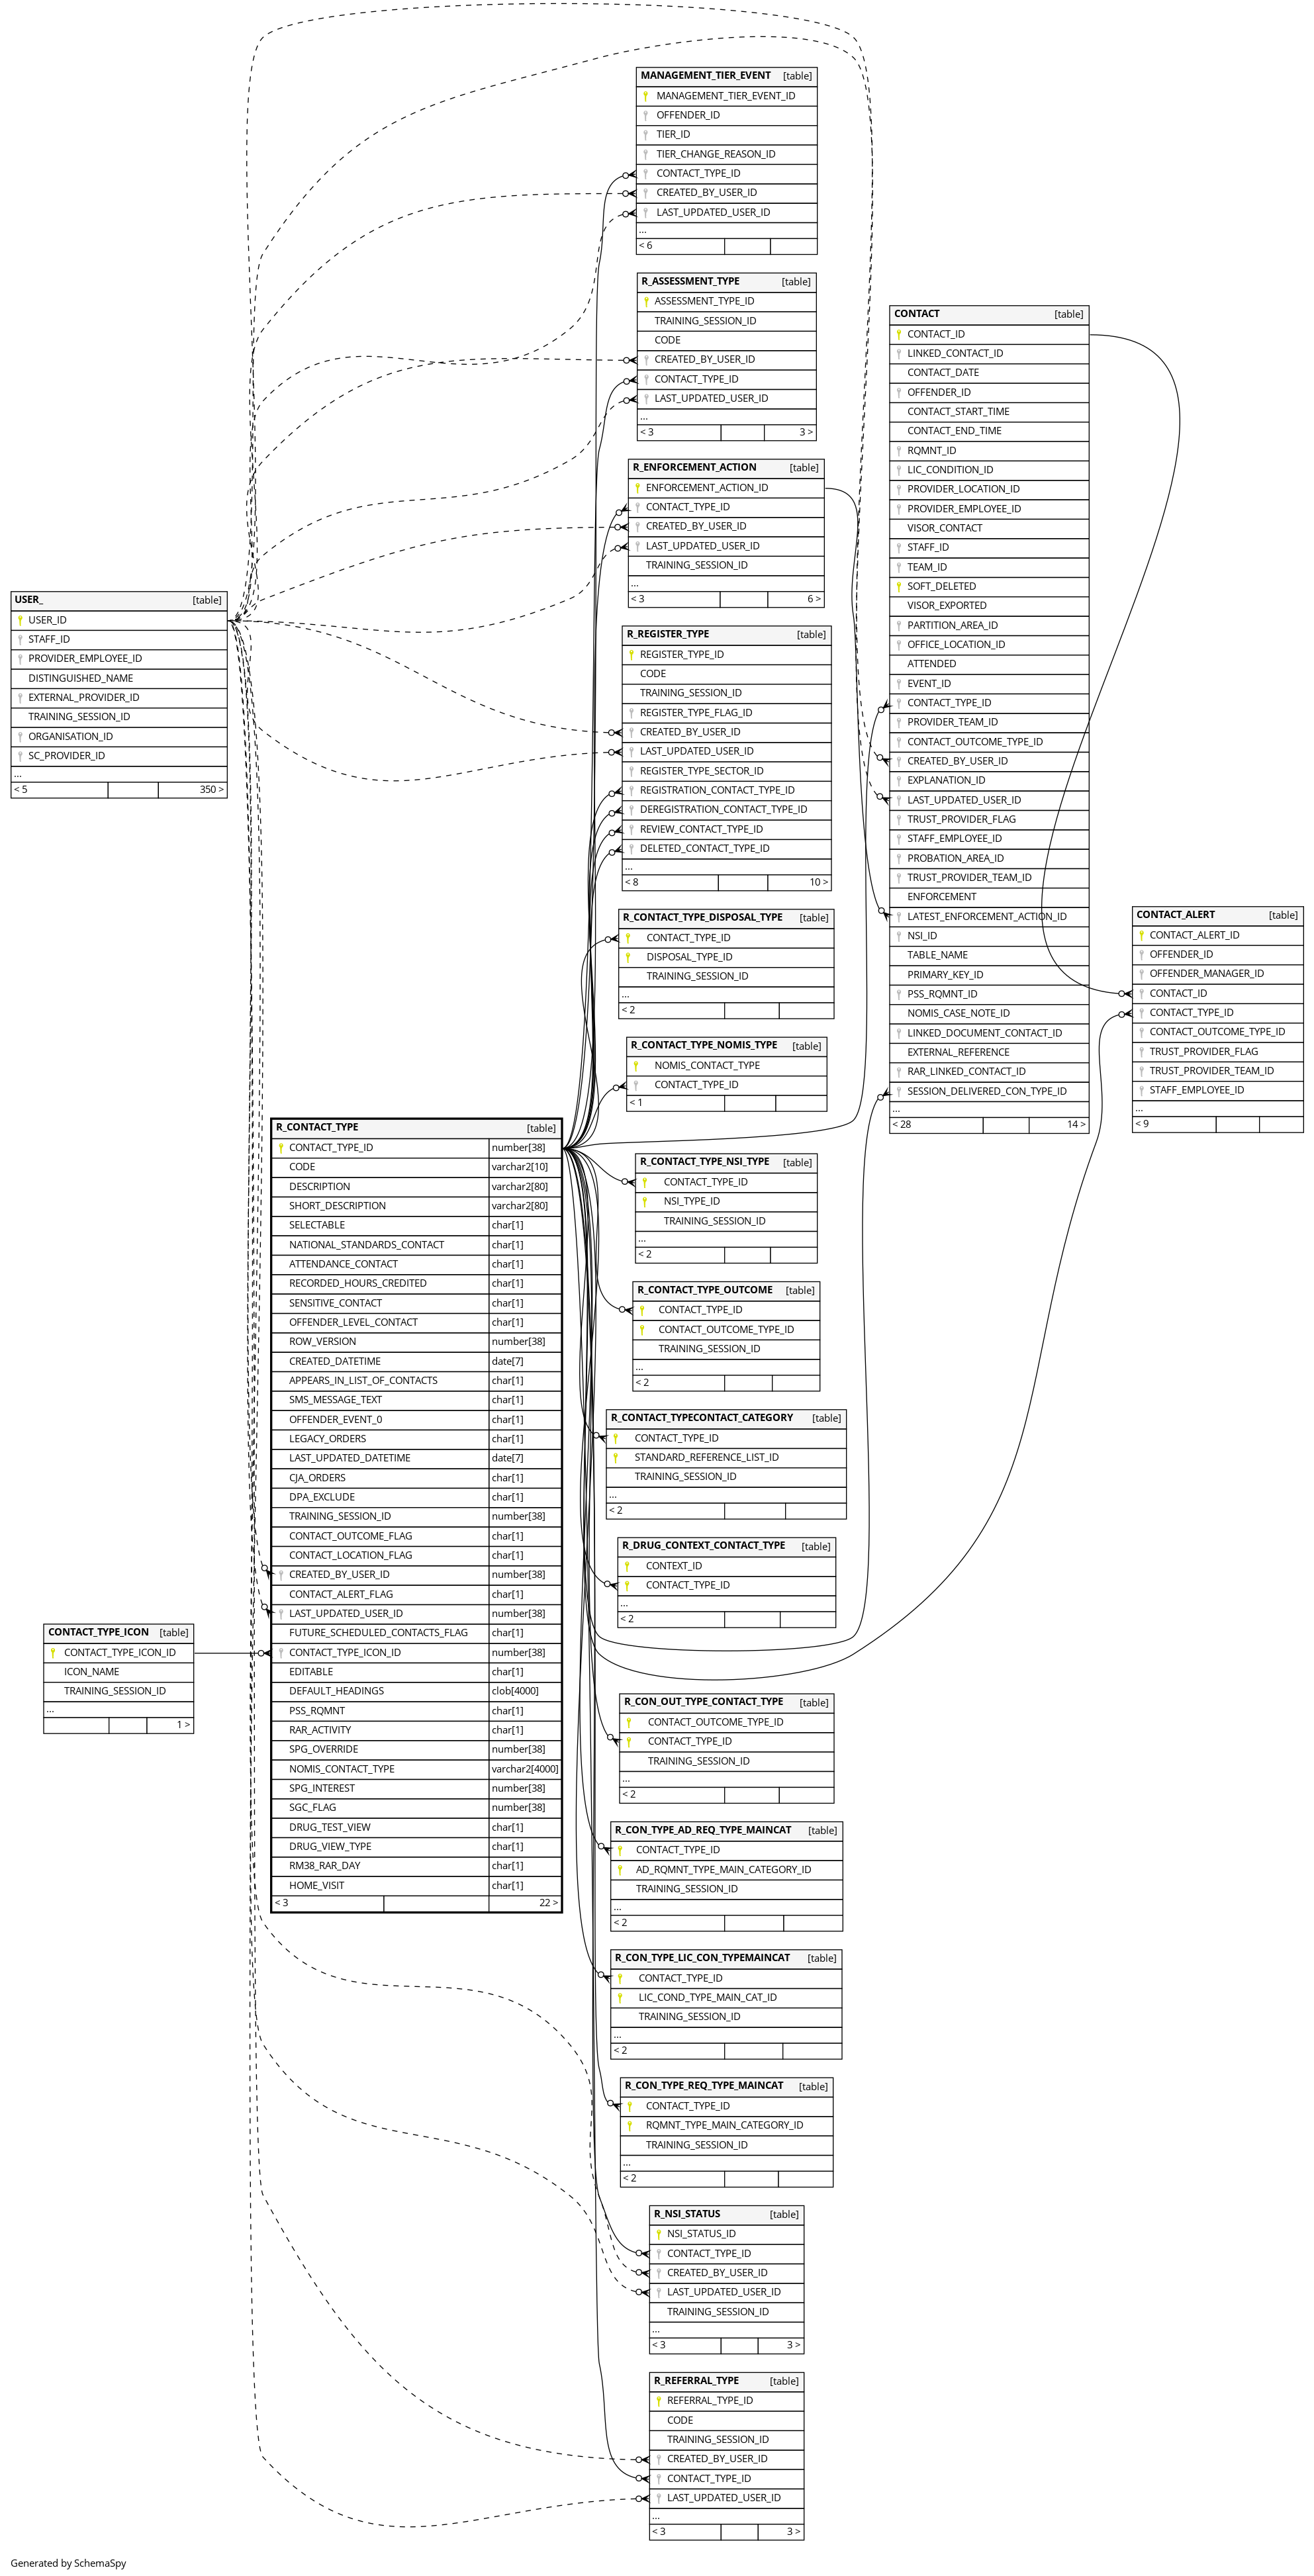 MANAGEMENT_TIER_EVENT [table]
MANAGEMENT_TIER_EVENT_ID
OFFENDER_ID
TIER_ID
TIER_CHANGE_REASON_ID
CONTACT_TYPE_ID
CREATED_BY_USER_ID
LAST_UPDATED_USER_ID
...
< 6
R_ASSESSMENT_TYPE [table]
ASSESSMENT_TYPE_ID
TRAINING_SESSION_ID
CODE
CREATED_BY_USER_ID
CONTACT_TYPE_ID
LAST_UPDATED_USER_ID
...
< 3 3 >
R_ENFORCEMENT_ACTION [table]
ENFORCEMENT_ACTION_ID
CONTACT_TYPE_ID
CREATED_BY_USER_ID
LAST_UPDATED_USER_ID
TRAINING_SESSION_ID
...
< 3 6 >
CONTACT [table]
CONTACT_ID
LINKED_CONTACT_ID
CONTACT_DATE
OFFENDER_ID
CONTACT_START_TIME
CONTACT_END_TIME
RQMNT_ID
LIC_CONDITION_ID
PROVIDER_LOCATION_ID
PROVIDER_EMPLOYEE_ID
VISOR_CONTACT
STAFF_ID
TEAM_ID
SOFT_DELETED
VISOR_EXPORTED
PARTITION_AREA_ID
OFFICE_LOCATION_ID
ATTENDED
EVENT_ID
CONTACT_TYPE_ID
PROVIDER_TEAM_ID
CONTACT_OUTCOME_TYPE_ID
CREATED_BY_USER_ID
EXPLANATION_ID
LAST_UPDATED_USER_ID
TRUST_PROVIDER_FLAG
STAFF_EMPLOYEE_ID
PROBATION_AREA_ID
TRUST_PROVIDER_TEAM_ID
ENFORCEMENT
LATEST_ENFORCEMENT_ACTION_ID
NSI_ID
TABLE_NAME
PRIMARY_KEY_ID
PSS_RQMNT_ID
NOMIS_CASE_NOTE_ID
LINKED_DOCUMENT_CONTACT_ID
EXTERNAL_REFERENCE
RAR_LINKED_CONTACT_ID
SESSION_DELIVERED_CON_TYPE_ID
...
< 28 14 >
USER_ [table]
USER_ID
STAFF_ID
PROVIDER_EMPLOYEE_ID
DISTINGUISHED_NAME
EXTERNAL_PROVIDER_ID
TRAINING_SESSION_ID
ORGANISATION_ID
SC_PROVIDER_ID
...
< 5 350 >
R_REGISTER_TYPE [table]
REGISTER_TYPE_ID
CODE
TRAINING_SESSION_ID
REGISTER_TYPE_FLAG_ID
CREATED_BY_USER_ID
LAST_UPDATED_USER_ID
REGISTER_TYPE_SECTOR_ID
REGISTRATION_CONTACT_TYPE_ID
DEREGISTRATION_CONTACT_TYPE_ID
REVIEW_CONTACT_TYPE_ID
DELETED_CONTACT_TYPE_ID
...
< 8 10 >
CONTACT_ALERT [table]
CONTACT_ALERT_ID
OFFENDER_ID
OFFENDER_MANAGER_ID
CONTACT_ID
CONTACT_TYPE_ID
CONTACT_OUTCOME_TYPE_ID
TRUST_PROVIDER_FLAG
TRUST_PROVIDER_TEAM_ID
STAFF_EMPLOYEE_ID
...
< 9
R_CONTACT_TYPE_DISPOSAL_TYPE [table]
CONTACT_TYPE_ID
DISPOSAL_TYPE_ID
TRAINING_SESSION_ID
...
< 2
R_CONTACT_TYPE_NOMIS_TYPE [table]
NOMIS_CONTACT_TYPE
CONTACT_TYPE_ID
< 1
R_CONTACT_TYPE [table]
CONTACT_TYPE_ID number[38]
CODE varchar2[10]
DESCRIPTION varchar2[80]
SHORT_DESCRIPTION varchar2[80]
SELECTABLE char[1]
NATIONAL_STANDARDS_CONTACT char[1]
ATTENDANCE_CONTACT char[1]
RECORDED_HOURS_CREDITED char[1]
SENSITIVE_CONTACT char[1]
OFFENDER_LEVEL_CONTACT char[1]
ROW_VERSION number[38]
CREATED_DATETIME date[7]
APPEARS_IN_LIST_OF_CONTACTS char[1]
SMS_MESSAGE_TEXT char[1]
OFFENDER_EVENT_0 char[1]
LEGACY_ORDERS char[1]
LAST_UPDATED_DATETIME date[7]
CJA_ORDERS char[1]
DPA_EXCLUDE char[1]
TRAINING_SESSION_ID number[38]
CONTACT_OUTCOME_FLAG char[1]
CONTACT_LOCATION_FLAG char[1]
CREATED_BY_USER_ID number[38]
CONTACT_ALERT_FLAG char[1]
LAST_UPDATED_USER_ID number[38]
FUTURE_SCHEDULED_CONTACTS_FLAG char[1]
CONTACT_TYPE_ICON_ID number[38]
EDITABLE char[1]
DEFAULT_HEADINGS clob[4000]
PSS_RQMNT char[1]
RAR_ACTIVITY char[1]
SPG_OVERRIDE number[38]
NOMIS_CONTACT_TYPE varchar2[4000]
SPG_INTEREST number[38]
SGC_FLAG number[38]
DRUG_TEST_VIEW char[1]
DRUG_VIEW_TYPE char[1]
RM38_RAR_DAY char[1]
HOME_VISIT char[1]
< 3 22 >
R_CONTACT_TYPE_NSI_TYPE [table]
CONTACT_TYPE_ID
NSI_TYPE_ID
TRAINING_SESSION_ID
...
< 2
R_CONTACT_TYPE_OUTCOME [table]
CONTACT_TYPE_ID
CONTACT_OUTCOME_TYPE_ID
TRAINING_SESSION_ID
...
< 2
R_CONTACT_TYPECONTACT_CATEGORY [table]
CONTACT_TYPE_ID
STANDARD_REFERENCE_LIST_ID
TRAINING_SESSION_ID
...
< 2
R_DRUG_CONTEXT_CONTACT_TYPE [table]
CONTEXT_ID
CONTACT_TYPE_ID
...
< 2
CONTACT_TYPE_ICON [table]
CONTACT_TYPE_ICON_ID
ICON_NAME
TRAINING_SESSION_ID
...
1 >
R_CON_OUT_TYPE_CONTACT_TYPE [table]
CONTACT_OUTCOME_TYPE_ID
CONTACT_TYPE_ID
TRAINING_SESSION_ID
...
< 2
R_CON_TYPE_AD_REQ_TYPE_MAINCAT [table]
CONTACT_TYPE_ID
AD_RQMNT_TYPE_MAIN_CATEGORY_ID
TRAINING_SESSION_ID
...
< 2
R_CON_TYPE_LIC_CON_TYPEMAINCAT [table]
CONTACT_TYPE_ID
LIC_COND_TYPE_MAIN_CAT_ID
TRAINING_SESSION_ID
...
< 2
R_CON_TYPE_REQ_TYPE_MAINCAT [table]
CONTACT_TYPE_ID
RQMNT_TYPE_MAIN_CATEGORY_ID
TRAINING_SESSION_ID
...
< 2
R_NSI_STATUS [table]
NSI_STATUS_ID
CONTACT_TYPE_ID
CREATED_BY_USER_ID
LAST_UPDATED_USER_ID
TRAINING_SESSION_ID
...
< 3 3 >
R_REFERRAL_TYPE [table]
REFERRAL_TYPE_ID
CODE
TRAINING_SESSION_ID
CREATED_BY_USER_ID
CONTACT_TYPE_ID
LAST_UPDATED_USER_ID
...
< 3 3 >
Generated by SchemaSpy